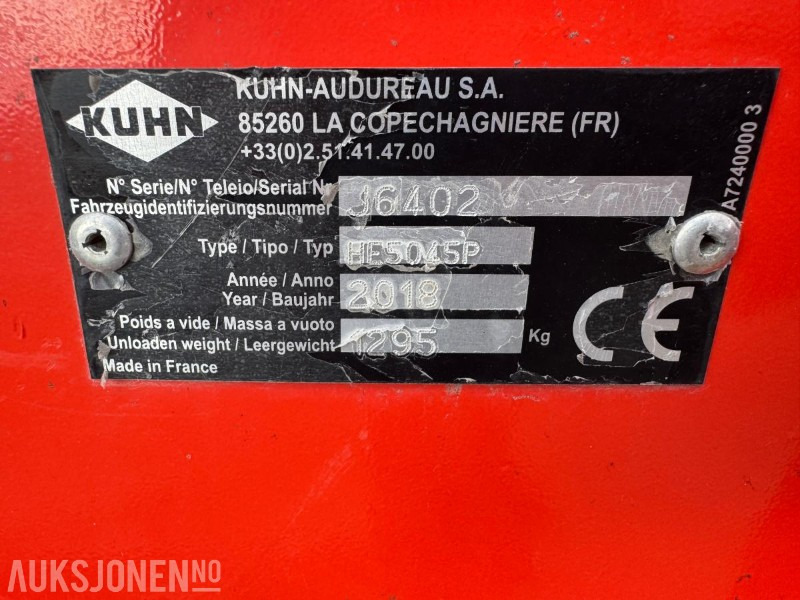 KUHN
KUHN-AUDUREAU S.A.
85260 LA COPECHAGNIERE (FR)
+33(0)2.51.41.47.00
N° Serie/N° Teleio/Serial Nr J6402
Fahrzeugidentifizierungsnummer
Type / Tipo / Typ HE5045P
Année / Anno 2018
Year / Baujahr
Poids a vide / Massa a vuoto 1295 Kg
Unloaden weight / Leergewicht
Made in France
CE
A7240000 3
AUKSJONEN.NO